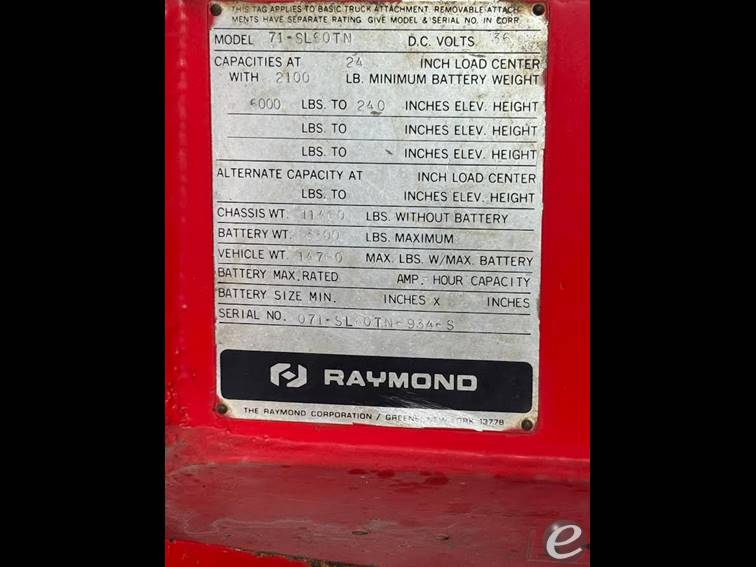 THIS TAG APPLIES TO BASIC TRUCK ATTACHMENT. REMOVABLE ATTACH-
MENTS HAVE SEPARATE RATING. GIVE MODEL & SERIAL NO. IN CORR.
MODEL 71-SL60TN D.C. VOLTS 36
CAPACITIES AT 24 INCH LOAD CENTER
WITH 2100 LB. MINIMUM BATTERY WEIGHT
6000 LBS. TO 240 INCHES ELEV. HEIGHT
LBS. TO INCHES ELEV. HEIGHT
LBS. TO INCHES ELEV. HEIGHT
ALTERNATE CAPACITY AT INCH LOAD CENTER
LBS. TO INCHES ELEV. HEIGHT
CHASSIS WT. LBS. WITHOUT BATTERY
BATTERY WT. LBS. MAXIMUM
VEHICLE WT. MAX. LBS. W/MAX. BATTERY
BATTERY MAX. RATED AMP. HOUR CAPACITY
BATTERY SIZE MIN. INCHES X INCHES
SERIAL NO. 071-SL60TN-934-S
RAYMOND
THE RAYMOND CORPORATION / YORK 13778
e